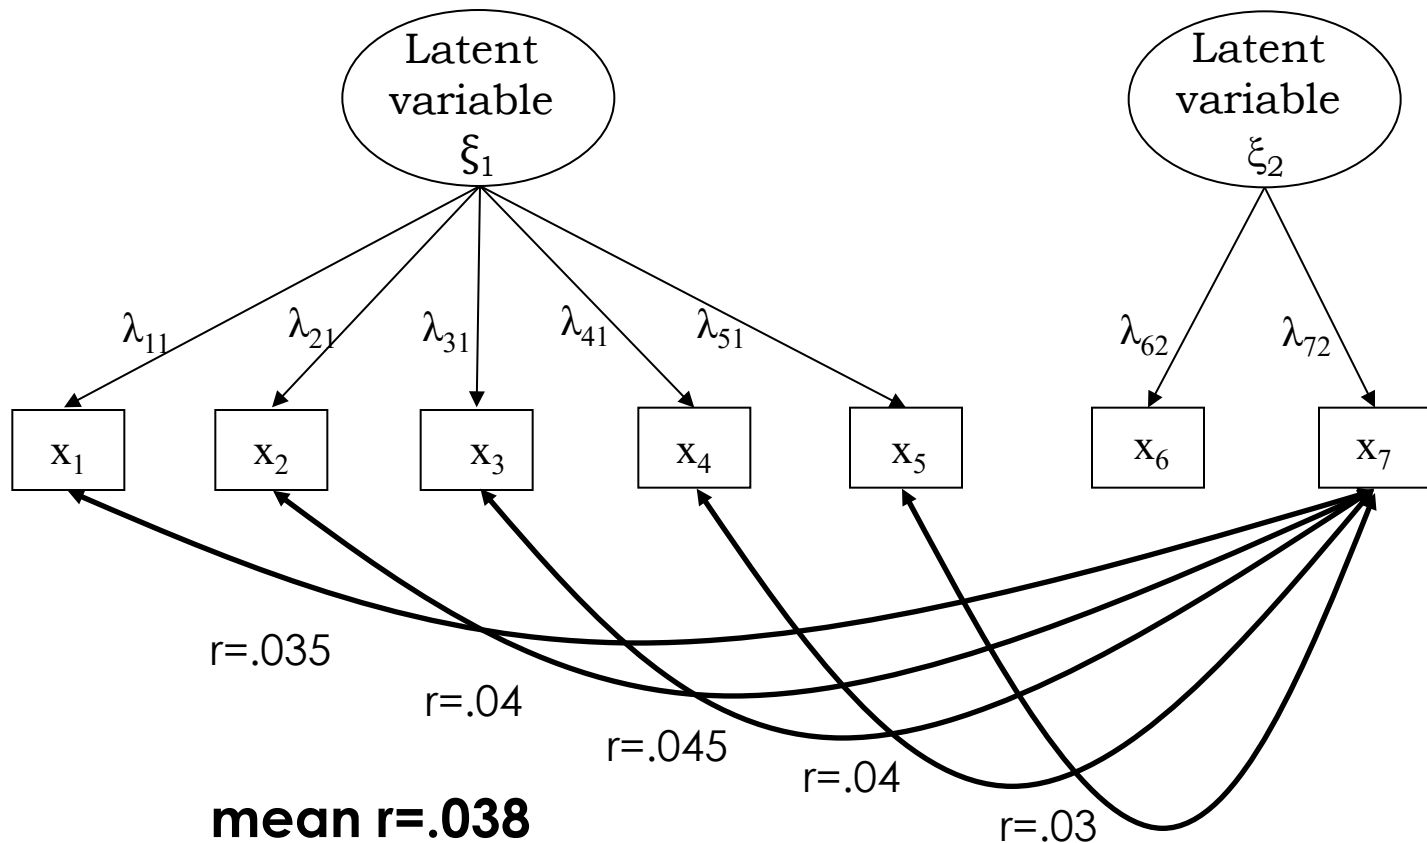 Latent
variable
ξ₁
Latent
variable
ξ₂
λ₁₁
λ₂₁
λ₃₁
λ₄₁
λ₅₁
λ₆₂
λ₇₂
x₁
x₂
x₃
x₄
x₅
x₆
x₇
r=.035
r=.04
r=.045
r=.04
r=.03
mean r=.038